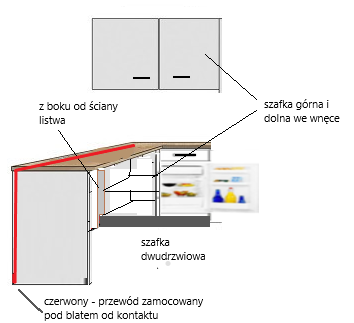 z boku od ściany
listwa
szafka górna i
dolna we wnęce
szafka
dwudrzwiowa
czerwony - przewód zamocowany
pod blatem od kontaktu